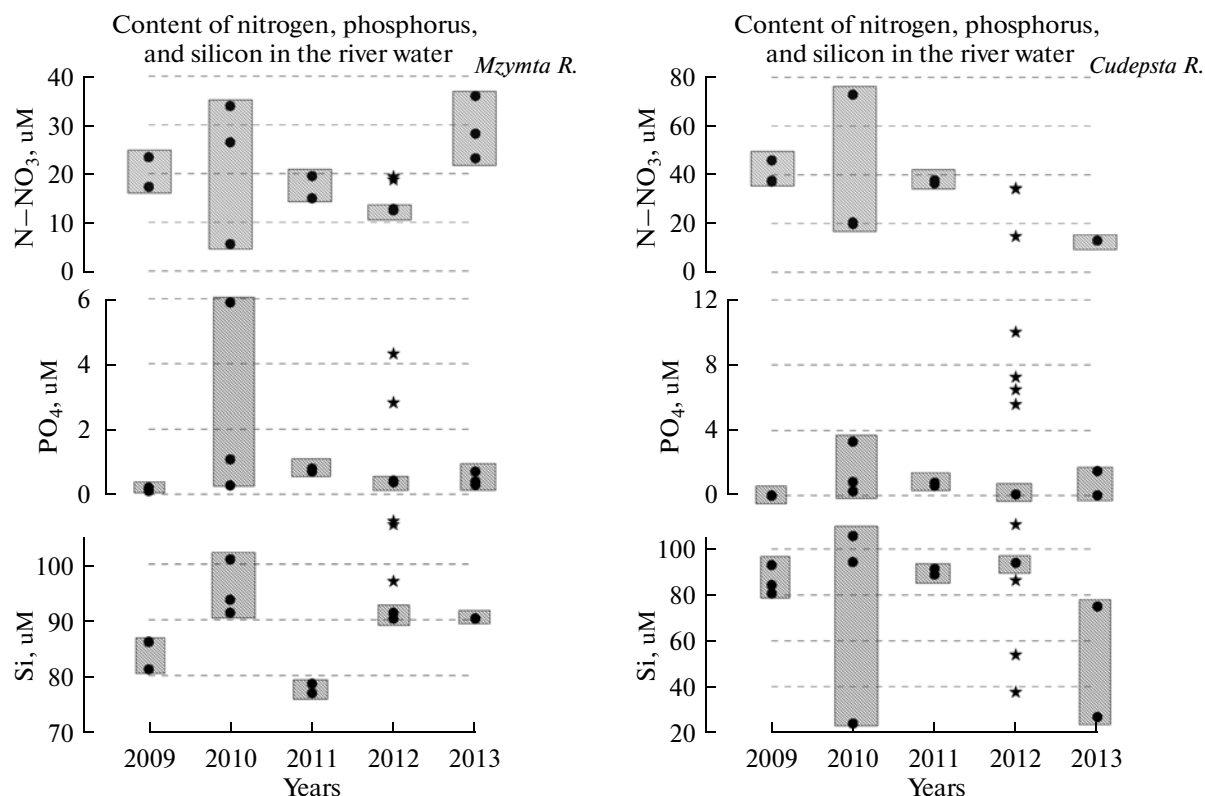 Content of nitrogen, phosphorus,
and silicon in the river water
Mzymta R.
40
30
20
10
0
N–NO3, uM
6
4
2
0
PO4, uM
100
90
80
70
Si, uM
2009 2010 2011 2012 2013
Years
Content of nitrogen, phosphorus,
and silicon in the river water
Cudepsta R.
80
60
40
20
0
N–NO3, uM
12
8
4
0
PO4, uM
100
80
60
40
20
Si, uM
2009 2010 2011 2012 2013
Years